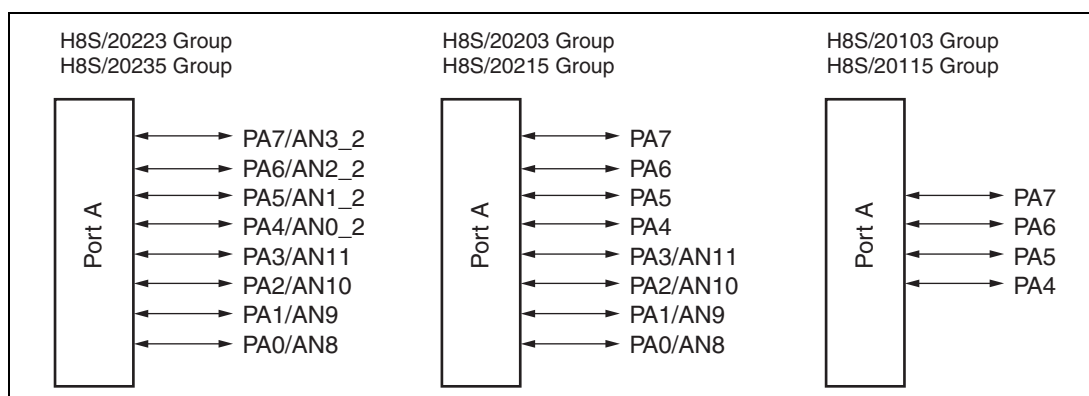 H8S/20223 Group
H8S/20235 Group
Port A
PA7/AN3_2
PA6/AN2_2
PA5/AN1_2
PA4/AN0_2
PA3/AN11
PA2/AN10
PA1/AN9
PA0/AN8
H8S/20203 Group
H8S/20215 Group
Port A
PA7
PA6
PA5
PA4
PA3/AN11
PA2/AN10
PA1/AN9
PA0/AN8
H8S/20103 Group
H8S/20115 Group
Port A
PA7
PA6
PA5
PA4